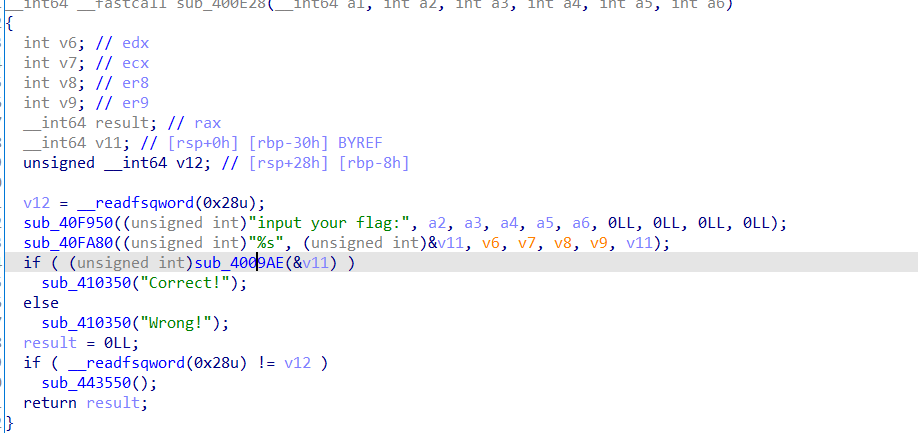 __int64 __fastcall sub_400E28(__int64 a1, int a2, int a3, int a4, int a5, int a6)
{
int v6; // edx
int v7; // ecx
int v8; // er8
int v9; // er9
__int64 result; // rax
__int64 v11; // [rsp+0h] [rbp-30h] BYREF
unsigned __int64 v12; // [rsp+28h] [rbp-8h]
v12 = __readfsqword(0x28u);
sub_40F950((unsigned int)"input your flag:", a2, a3, a4, a5, a6, 0LL, 0LL, 0LL, 0LL);
sub_40FA80((unsigned int)"%s", (unsigned int)&v11, v6, v7, v8, v9, v11);
if ( (unsigned int)sub_4009AE(&v11) )
sub_410350("Correct!");
else
sub_410350("Wrong!");
result = 0LL;
if ( __readfsqword(0x28u) != v12 )
sub_443550();
return result;
}